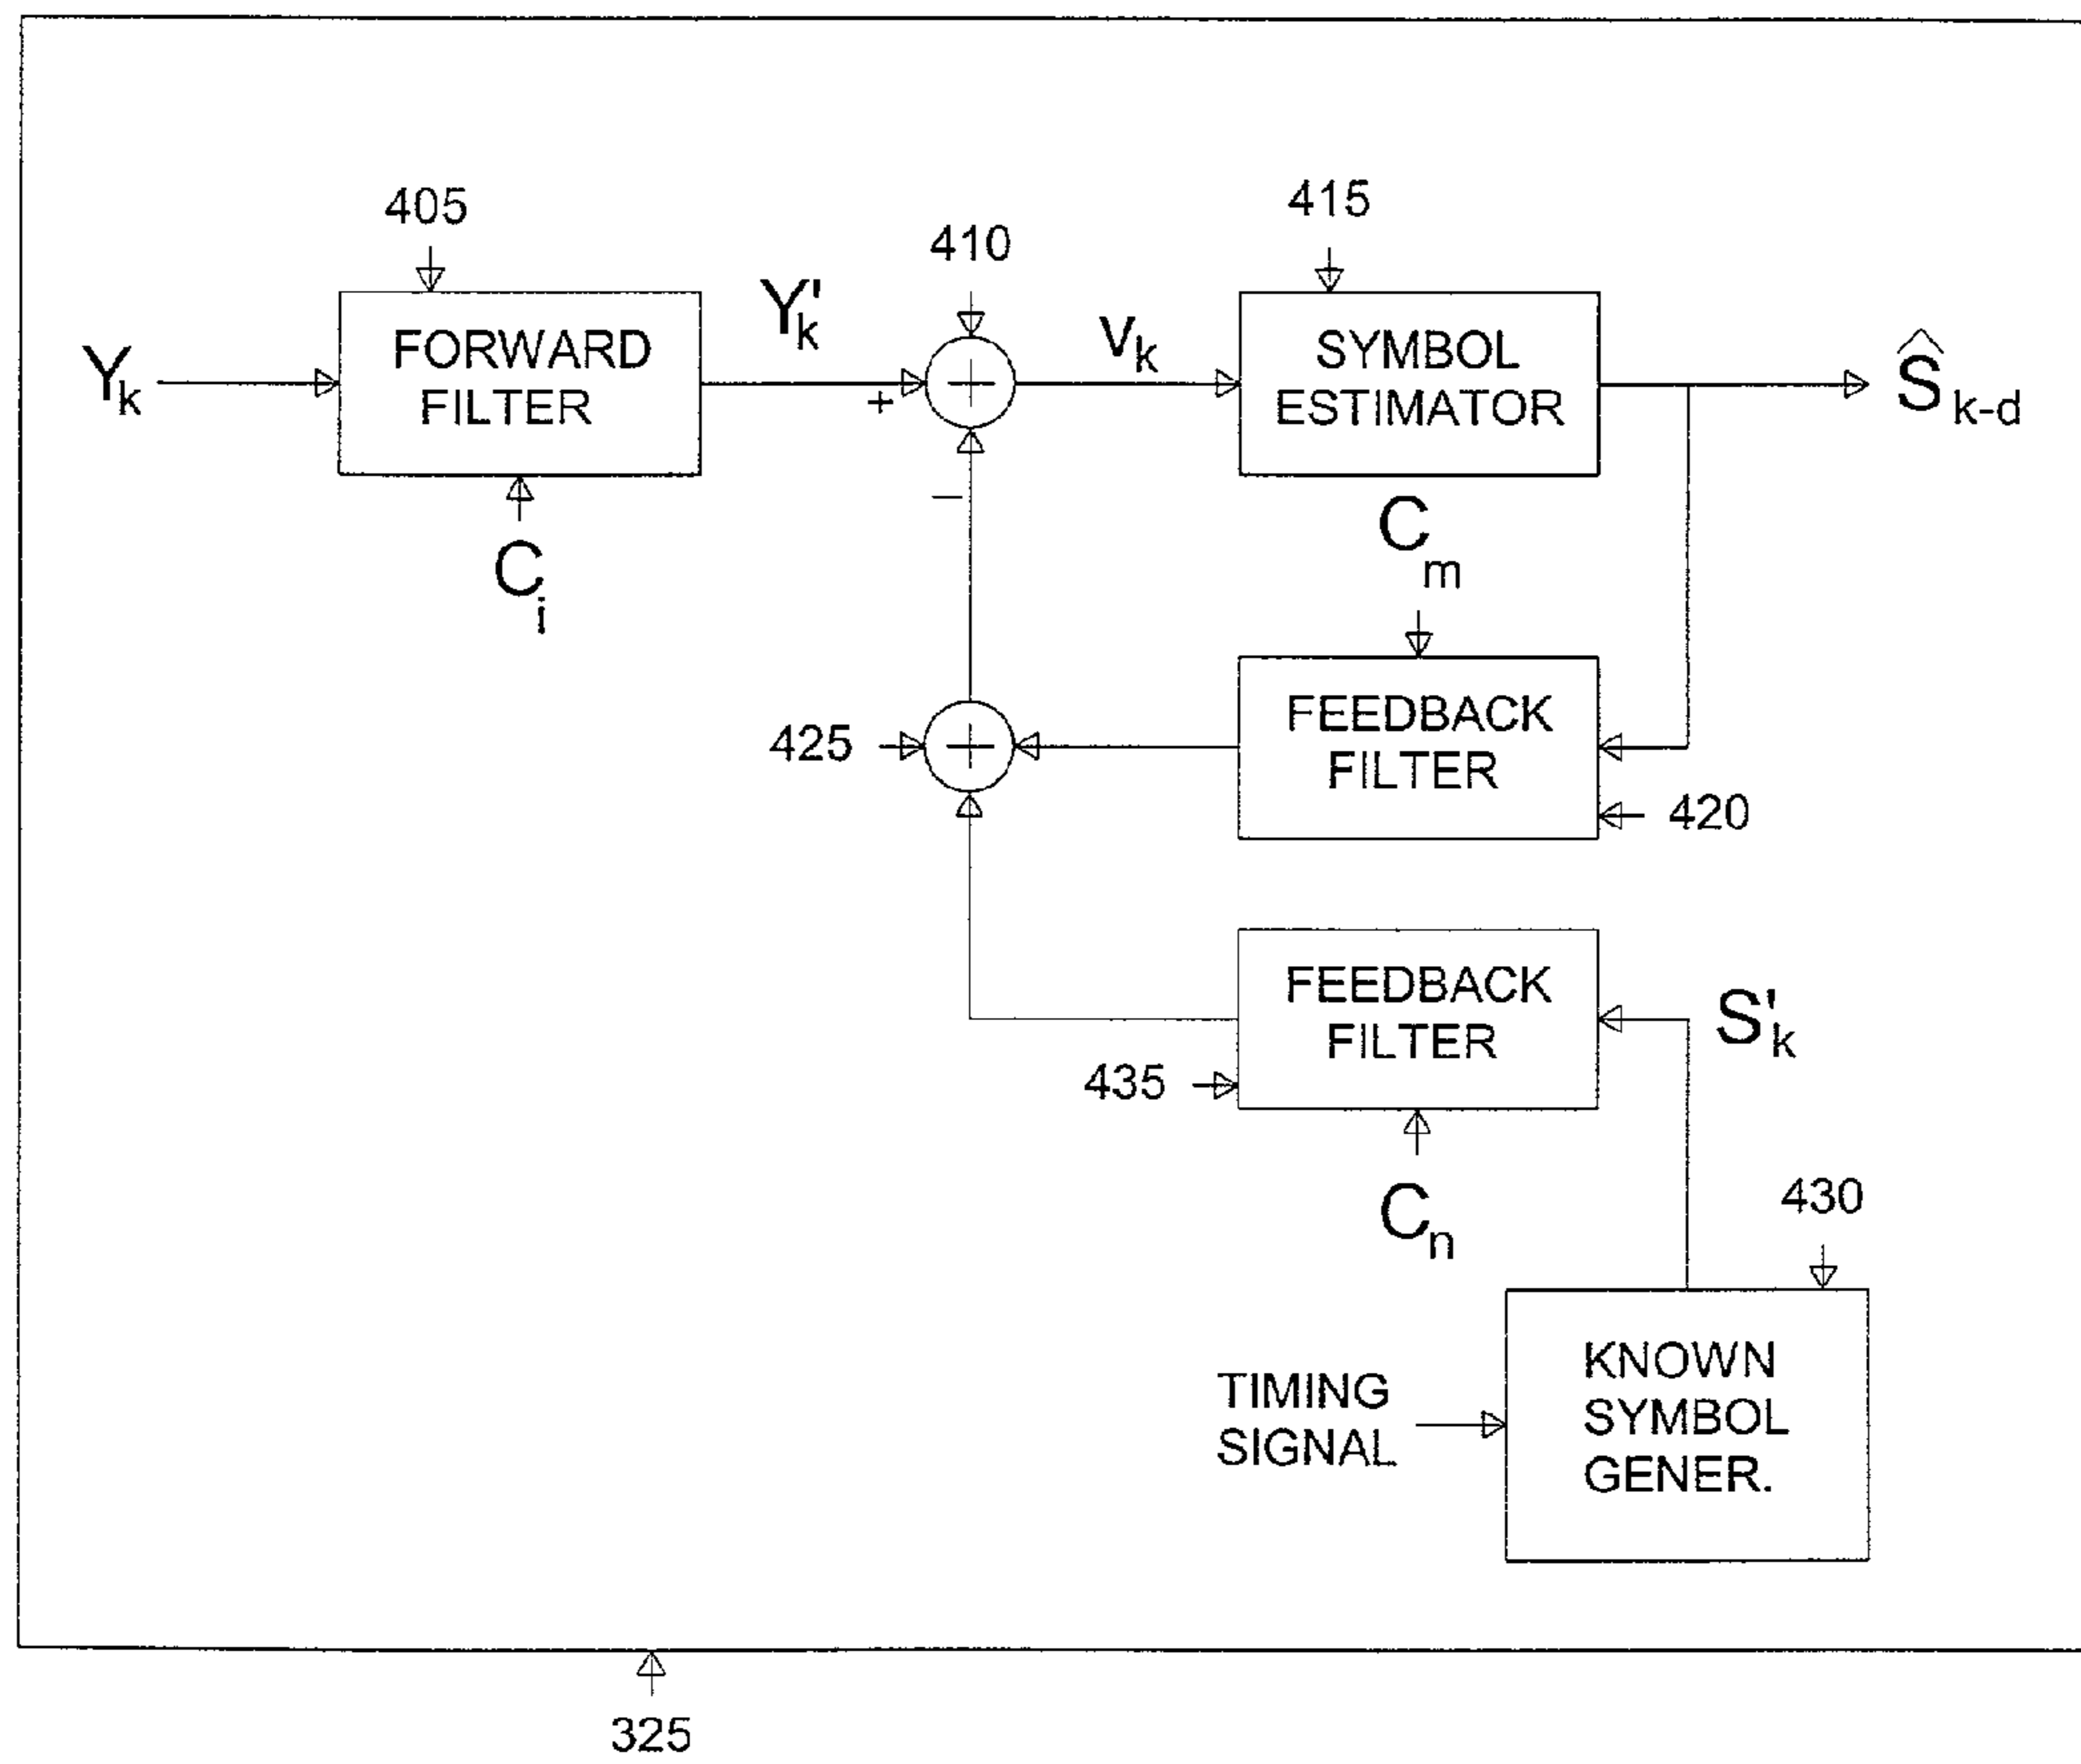 405
410
415
Yₖ
FORWARD
FILTER
Y'ₖ
+
Vₖ
SYMBOL
ESTIMATOR
Ŝₖ₋d
−
Cᵢ
Cₘ
425
FEEDBACK
FILTER
420
FEEDBACK
FILTER
S'ₖ
435
Cₙ
430
TIMING
SIGNAL
KNOWN
SYMBOL
GENER.
325